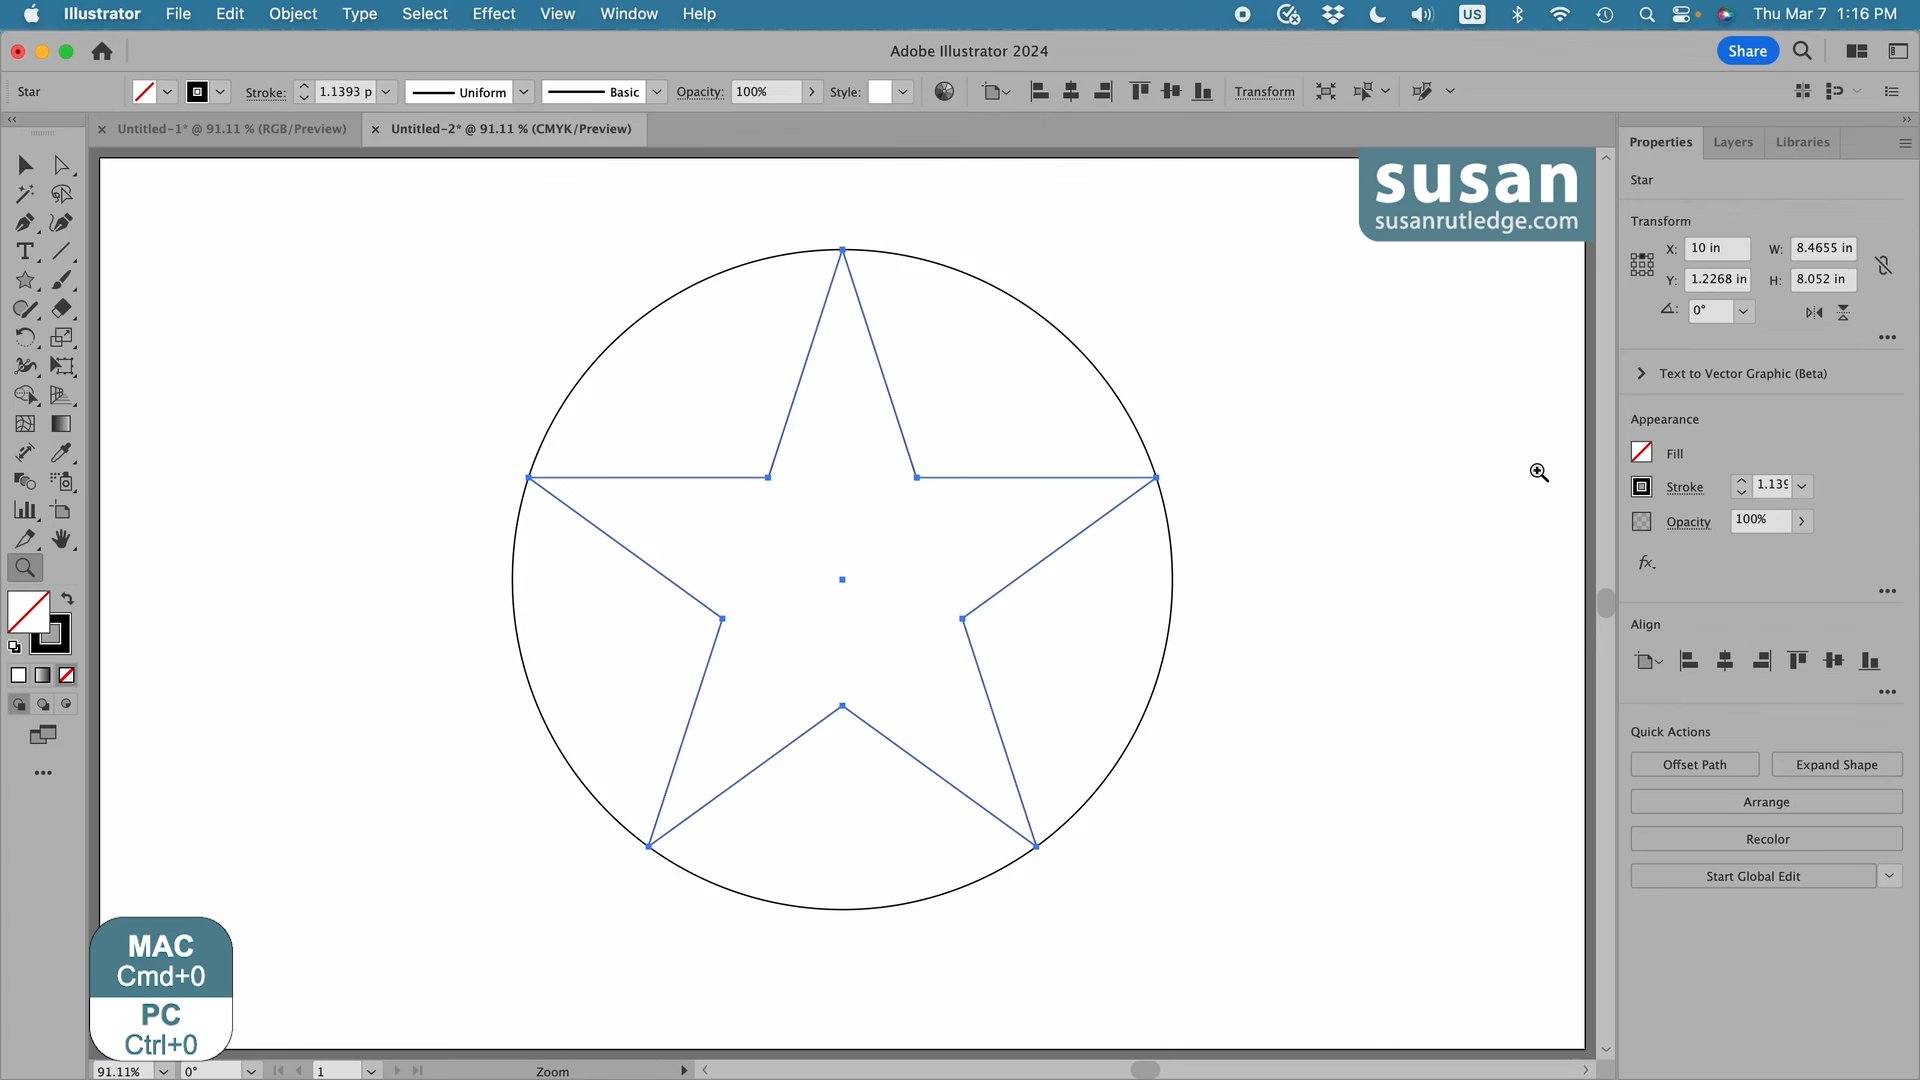 Illustrator File Edit Object Type Select Effect View Window Help US Thu Mar 7 1:16 PM
Adobe Illustrator 2024 Share
Star Stroke: 1.1393 p Uniform Basic Opacity: 100% Style: Transform
Untitled-1* @ 91.11 % (RGB/Preview) Untitled-2* @ 91.11 % (CMYK/Preview)
Properties Layers Libraries
susan
susanrutledge.com
Star
Transform
X: 10 in W: 8.4655 in
Y: 1.2268 in H: 8.052 in
0°
Text to Vector Graphic (Beta)
Appearance
Fill
Stroke 1.139
Opacity 100%
fx
Align
Quick Actions
Offset Path Expand Shape
Arrange
Recolor
Start Global Edit
MAC
Cmd+0
PC
Ctrl+0
91.11% 0° 1 Zoom